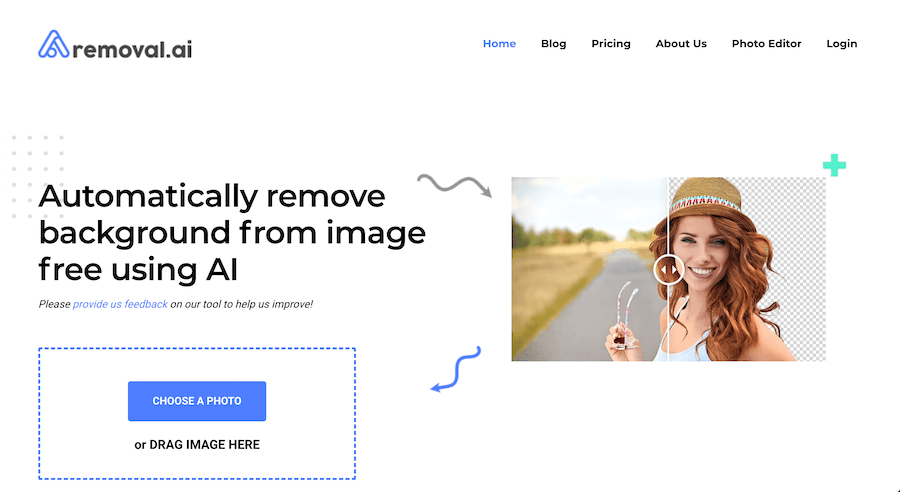 removal.ai
Home Blog Pricing About Us Photo Editor Login
Automatically remove
background from image
free using AI
Please provide us feedback on our tool to help us improve!
CHOOSE A PHOTO
or DRAG IMAGE HERE